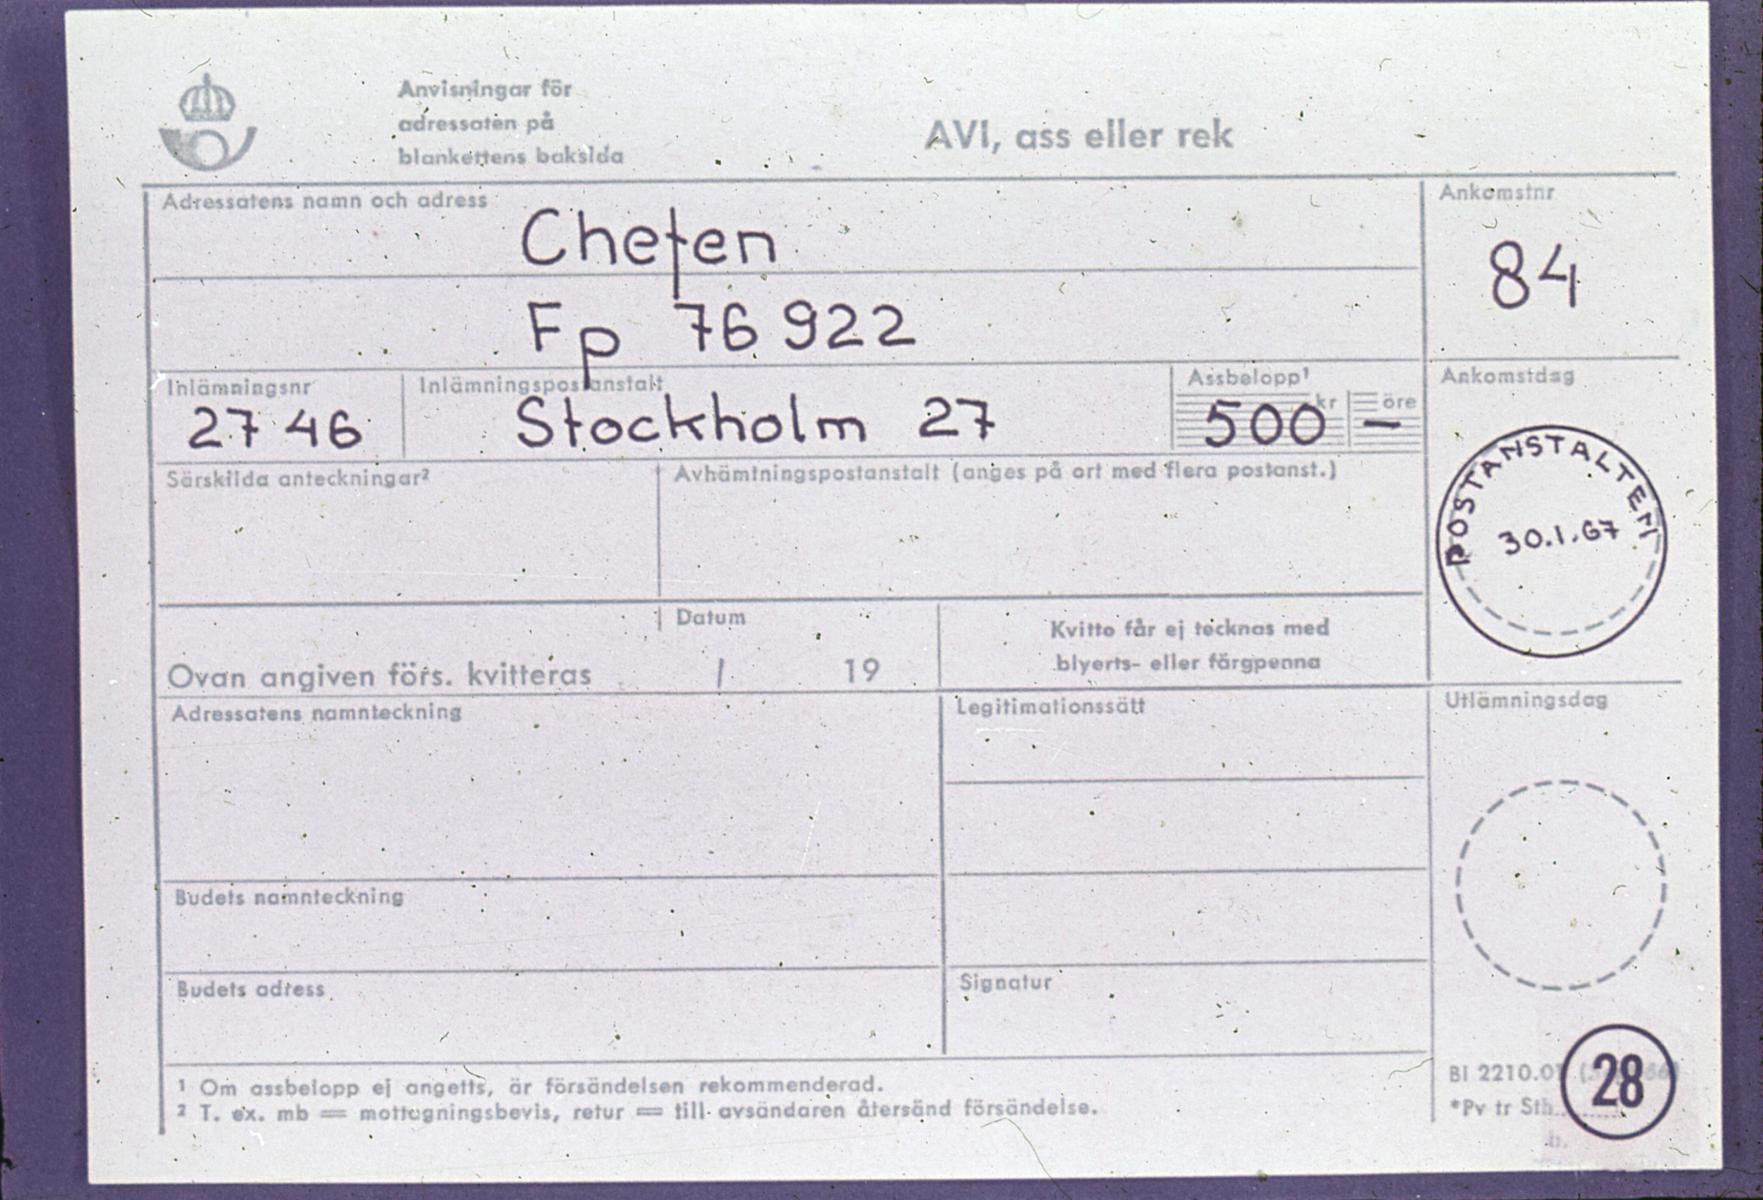 Anvisningar för
adressaten på
blankettens baksida
AVI, ass eller rek
Adressatens namn och adress
Chefen
Fp 76 922
Ankomstnr
84
Inlämningsnr
27 46
Inlämningspostanstalt
Stockholm 27
Assbelopp¹
kr
öre
500
—
Ankomstdag
POSTANSTALTEN
30.1.67
Särskilda anteckningar²
Avhämtningspostanstalt (anges på ort med flera postanst.)
Ovan angiven förs. kvitteras
Datum
/ 19
Kvitto får ej tecknas med
blyerts- eller färgpenna
Adressatens namnteckning
Legitimationssätt
Utlämningsdag
Budets namnteckning
Budets adress
Signatur
¹ Om assbelopp ej angetts, är försändelsen rekommenderad.
² T. ex. mb = mottagningsbevis, retur = till avsändaren återsänd försändelse.
Bl 2210.01
*Pv tr Sth
28